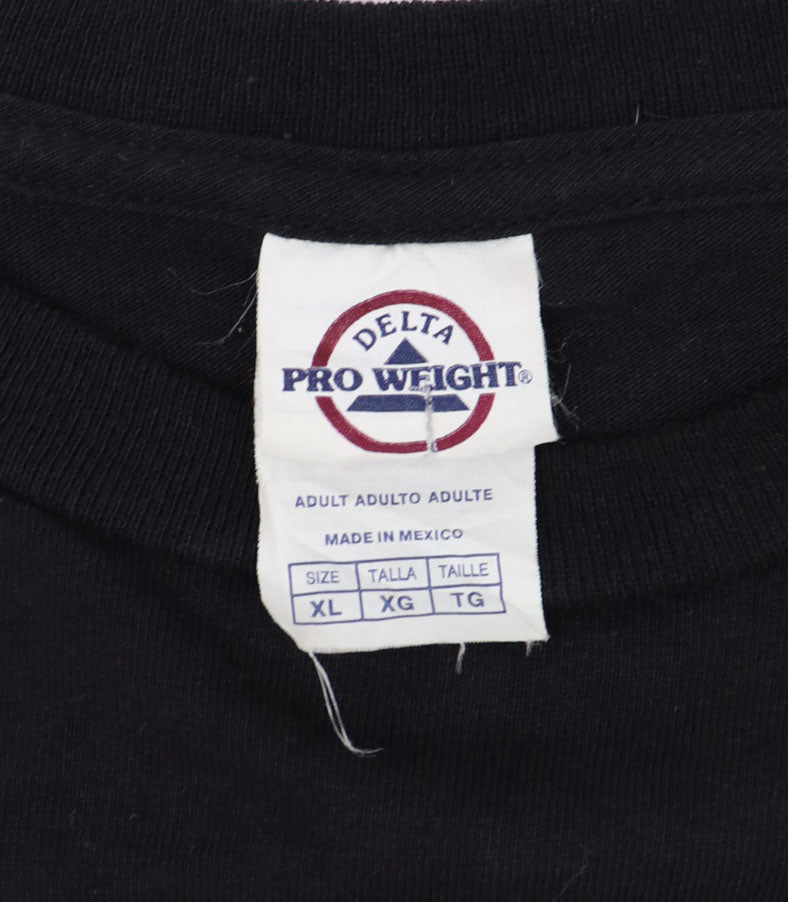 DELTA
PRO WEIGHT®
ADULT ADULTO ADULTE
MADE IN MEXICO
SIZE TALLA TAILLE
XL XG TG